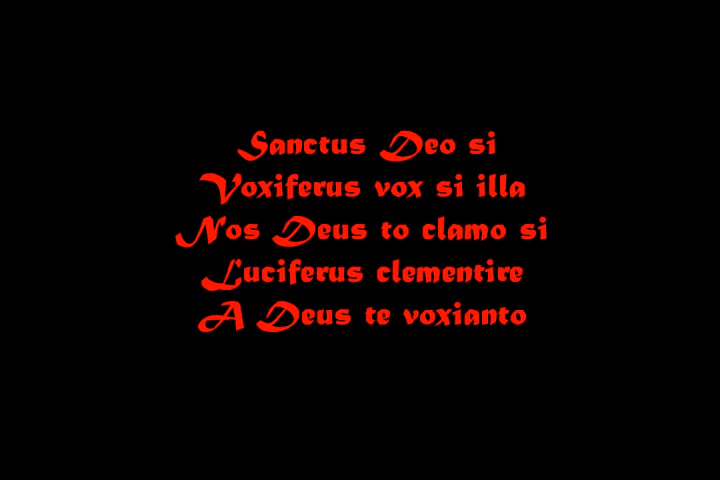 Sanctus Deo si
Voxiferus vox si illa
Nos Deus to clamo si
Luciferus clementire
A Deus te voxianto